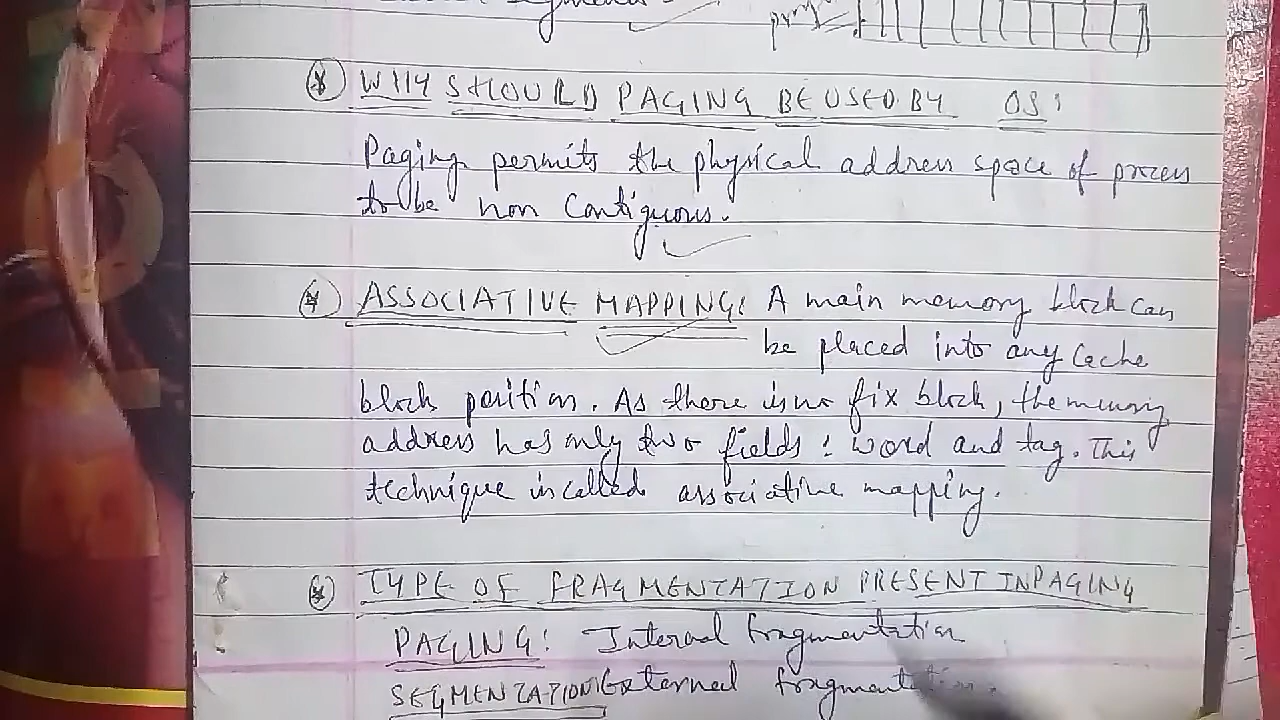 WHY SHOULD PAGING BE USED BY OS:
Paging permits the physical address space of process
to be non contiguous.
ASSOCIATIVE MAPPING: A main memory block can
be placed into any Cache
block position. As there is no fix block, the memory
address has only two fields: word and tag. This
technique is called associative mapping.
TYPE OF FRAGMENTATION PRESENT IN PAGING
PAGING: Internal fragmentation
SEGMENTATION: External fragmentation.